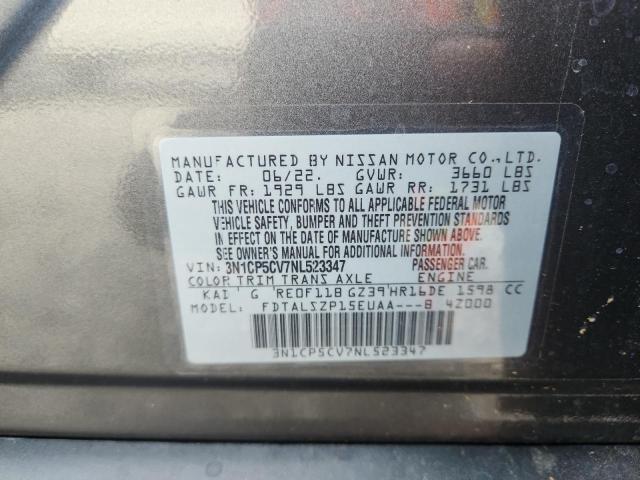 MANUFACTURED BY NISSAN MOTOR CO.,LTD.
DATE: 06/22. GVWR: 3660 LBS
GAWR FR: 1929 LBS GAWR RR: 1731 LBS
THIS VEHICLE CONFORMS TO ALL APPLICABLE FEDERAL MOTOR
VEHICLE SAFETY, BUMPER AND THEFT PREVENTION STANDARDS
IN EFFECT ON THE DATE OF MANUFACTURE SHOWN ABOVE.
SEE OWNER'S MANUAL FOR ADDITIONAL INFORMATION.
VIN: 3N1CP5CV7NL523347 PASSENGER CAR.
COLOR TRIM TRANS AXLE ENGINE
KAD G RE0F11B GZ39 HR16DE 1598 CC
MODEL: FDTALSZP15EUAA---B 4Z000
3N1CP5CV7NL523347